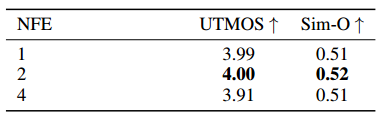 NFE UTMOS ↑ Sim-O ↑
1 3.99 0.51
2 4.00 0.52
4 3.91 0.51